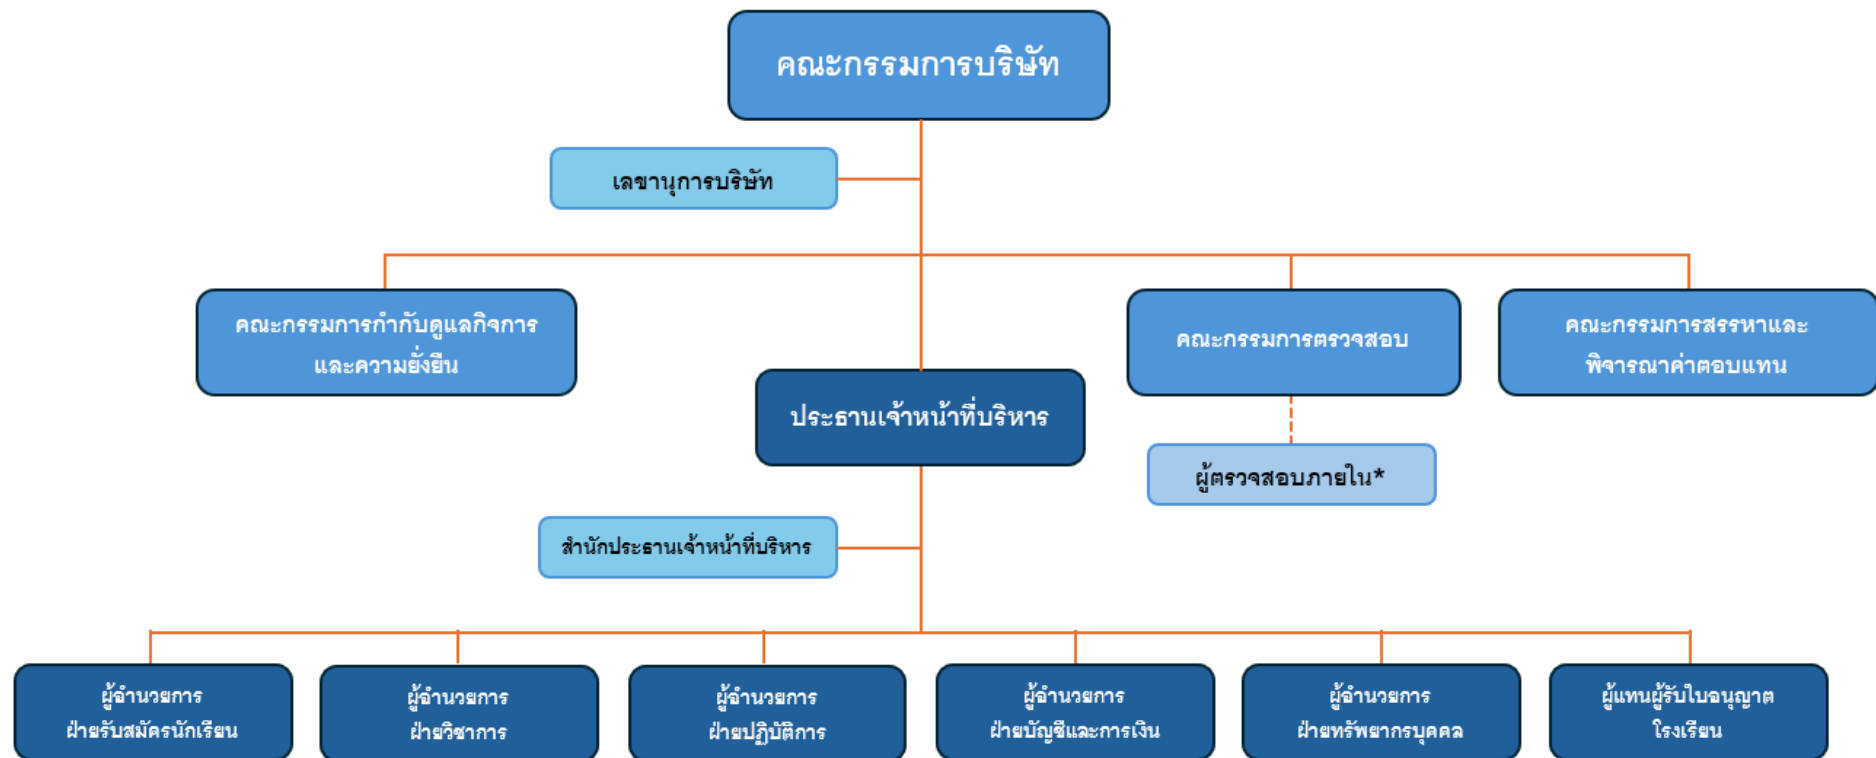 คณะกรรมการบริษัท
เลขานุการบริษัท
คณะกรรมการกำกับดูแลกิจการ
และความยั่งยืน
คณะกรรมการตรวจสอบ
คณะกรรมการสรรหาและ
พิจารณาค่าตอบแทน
ประธานเจ้าหน้าที่บริหาร
ผู้ตรวจสอบภายใน*
สำนักประธานเจ้าหน้าที่บริหาร
ผู้อำนวยการ
ฝ่ายรับสมัครนักเรียน
ผู้อำนวยการ
ฝ่ายวิชาการ
ผู้อำนวยการ
ฝ่ายปฏิบัติการ
ผู้อำนวยการ
ฝ่ายบัญชีและการเงิน
ผู้อำนวยการ
ฝ่ายทรัพยากรบุคคล
ผู้แทนผู้รับใบอนุญาต
โรงเรียน